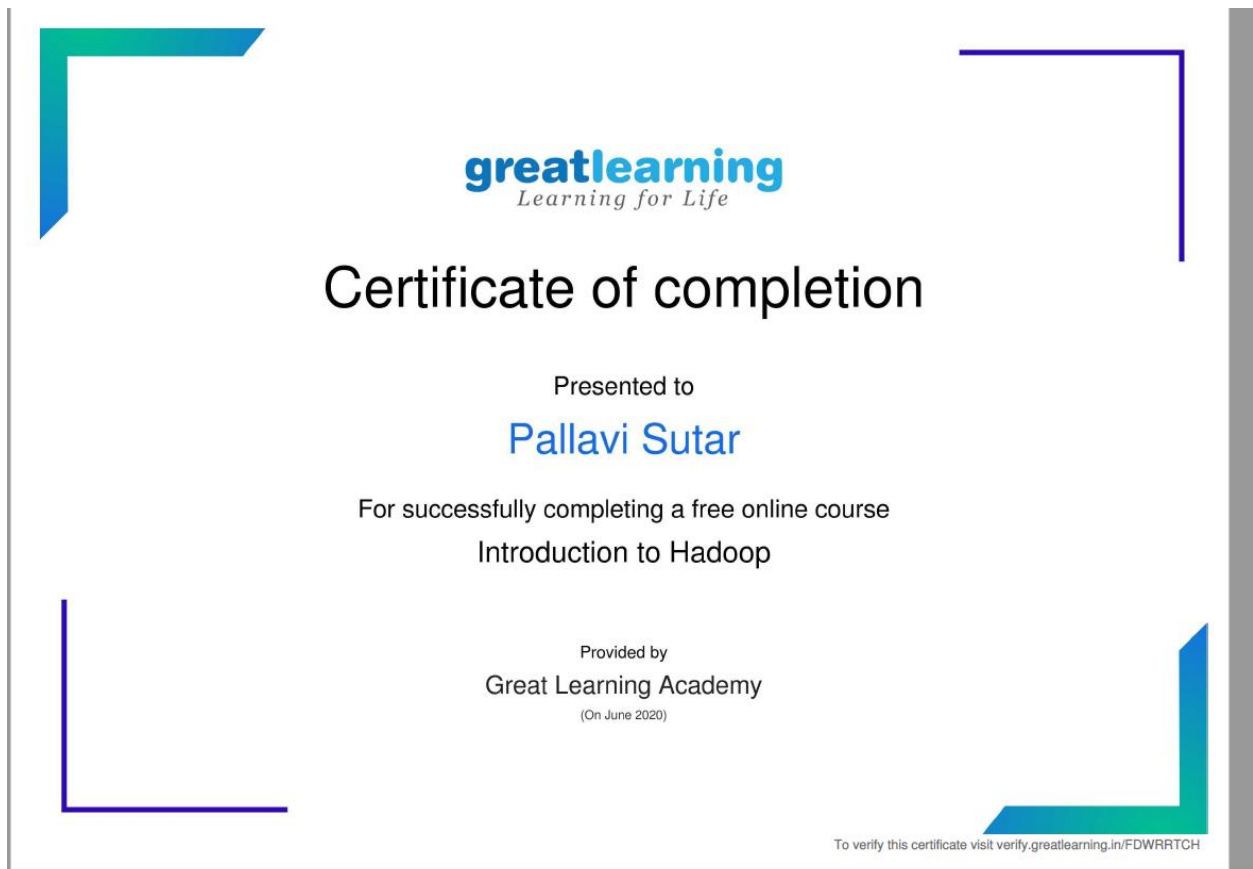 greatlearning
Learning for Life
Certificate of completion
Presented to
Pallavi Sutar
For successfully completing a free online course
Introduction to Hadoop
Provided by
Great Learning Academy
(On June 2020)
To verify this certificate visit verify.greatlearning.in/FDWRRTCH